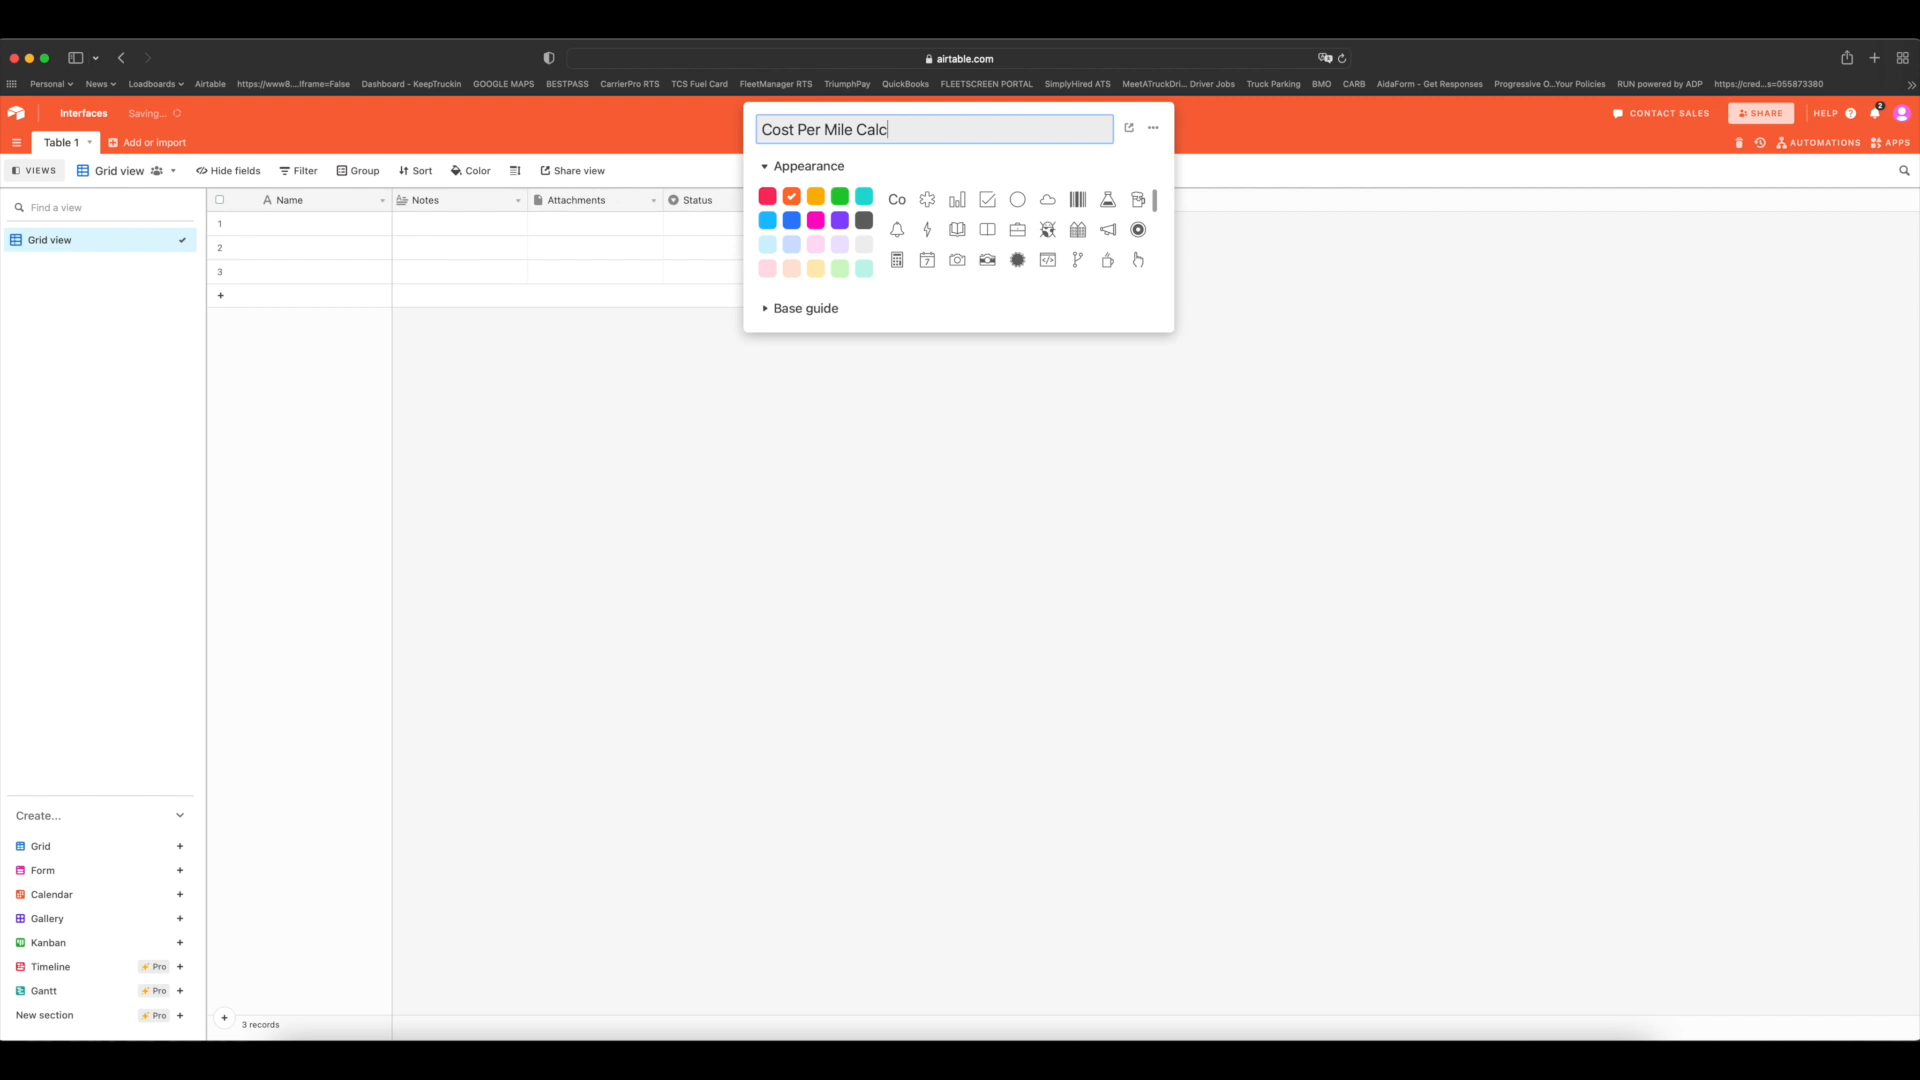 airtable.com
Personal News Loadboards Airtable https://www8....Iframe=False Dashboard - KeepTruckin GOOGLE MAPS BESTPASS CarrierPro RTS TCS Fuel Card FleetManager RTS TriumphPay QuickBooks FLEETSCREEN PORTAL SimplyHired ATS MeetATruckDri... Driver Jobs Truck Parking BMO CARB AidaForm - Get Responses Progressive O...Your Policies RUN powered by ADP https://cred...s=055873380
Interfaces Saving... CONTACT SALES SHARE HELP 2
Table 1 Add or import AUTOMATIONS APPS
Cost Per Mile Calc
VIEWS Grid view Hide fields Filter Group Sort Color Share view
Appearance
Find a view
Name Notes Attachments Status
Co
Grid view
1
2
3
7
Base guide
Create...
Grid
Form
Calendar
Gallery
Kanban
Timeline Pro
Gantt Pro
New section Pro
3 records